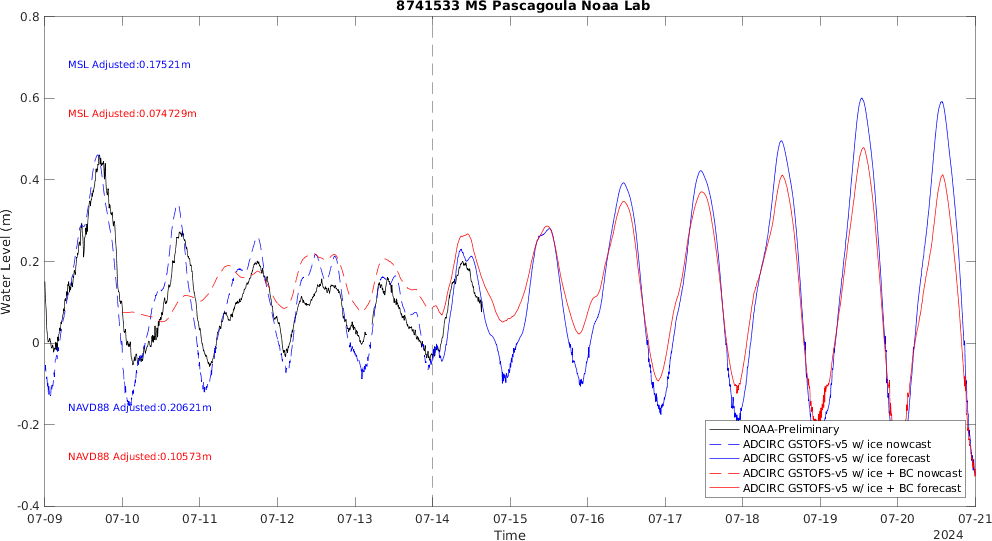 8741533 MS Pascagoula Noaa Lab
0.8
0.6
0.4
0.2
0
-0.2
-0.4
Water Level (m)
MSL Adjusted:0.17521m
MSL Adjusted:0.074729m
NAVD88 Adjusted:0.20621m
NAVD88 Adjusted:0.10573m
NOAA-Preliminary
ADCIRC GSTOFS-v5 w/ ice nowcast
ADCIRC GSTOFS-v5 w/ ice forecast
ADCIRC GSTOFS-v5 w/ ice + BC nowcast
ADCIRC GSTOFS-v5 w/ ice + BC forecast
07-09 07-10 07-11 07-12 07-13 07-14 07-15 07-16 07-17 07-18 07-19 07-20 07-21
Time
2024